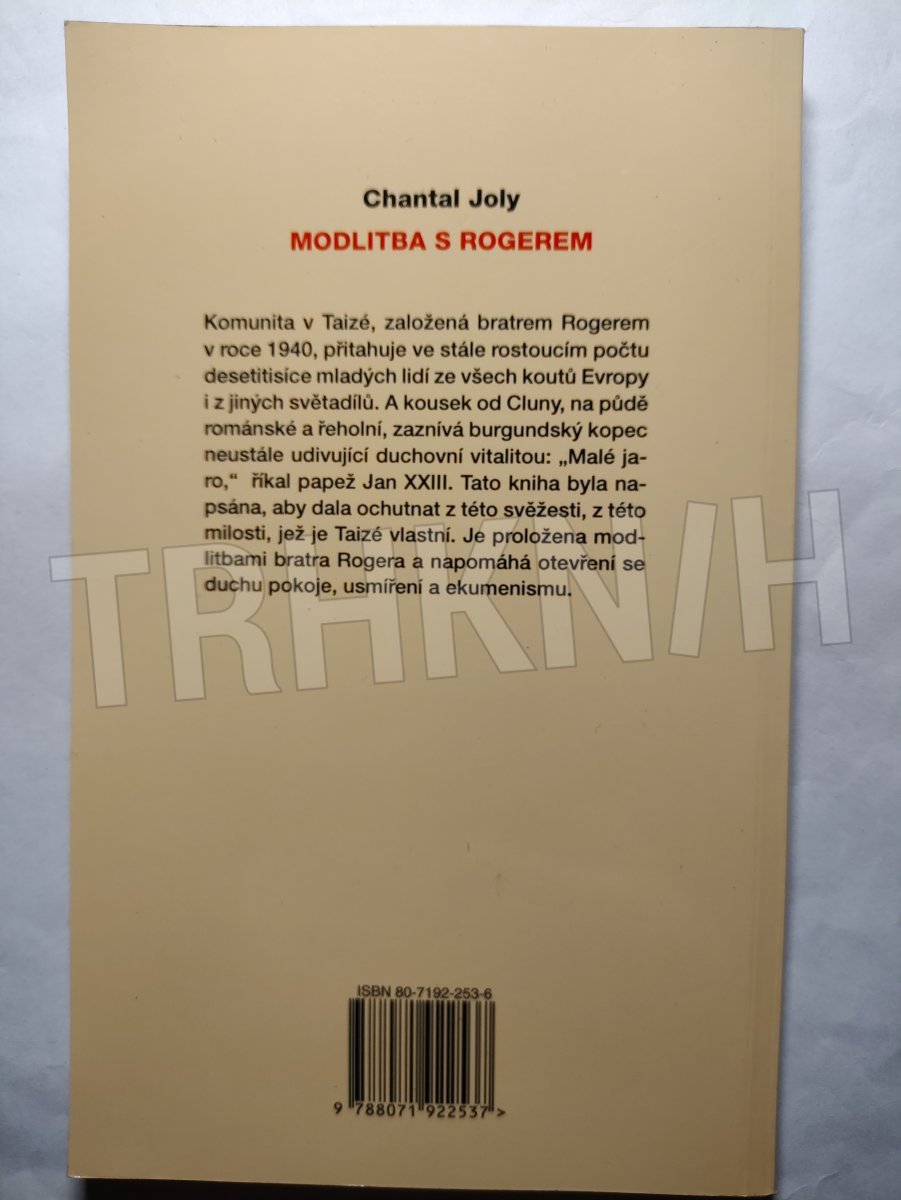 Chantal Joly
MODLITBA S ROGEREM
Komunita v Taizé, založená bratrem Rogerem
v roce 1940, přitahuje ve stále rostoucím počtu
desetitisíce mladých lidí ze všech koutů Evropy
i z jiných světadílů. A kousek od Cluny, na půdě
románské a řeholní, zaznívá burgundský kopec
neustále udivující duchovní vitalitou: „Malé ja-
ro,“ říkal papež Jan XXIII. Tato kniha byla na-
psána, aby dala ochutnat z této svěžesti, z této
milosti, jež je Taizé vlastní. Je proložena mod-
litbami bratra Rogera a napomáhá otevření se
duchu pokoje, usmíření a ekumenismu.
TRHKNIH
ISBN 80-7192-253-6
9 788071 922537 >